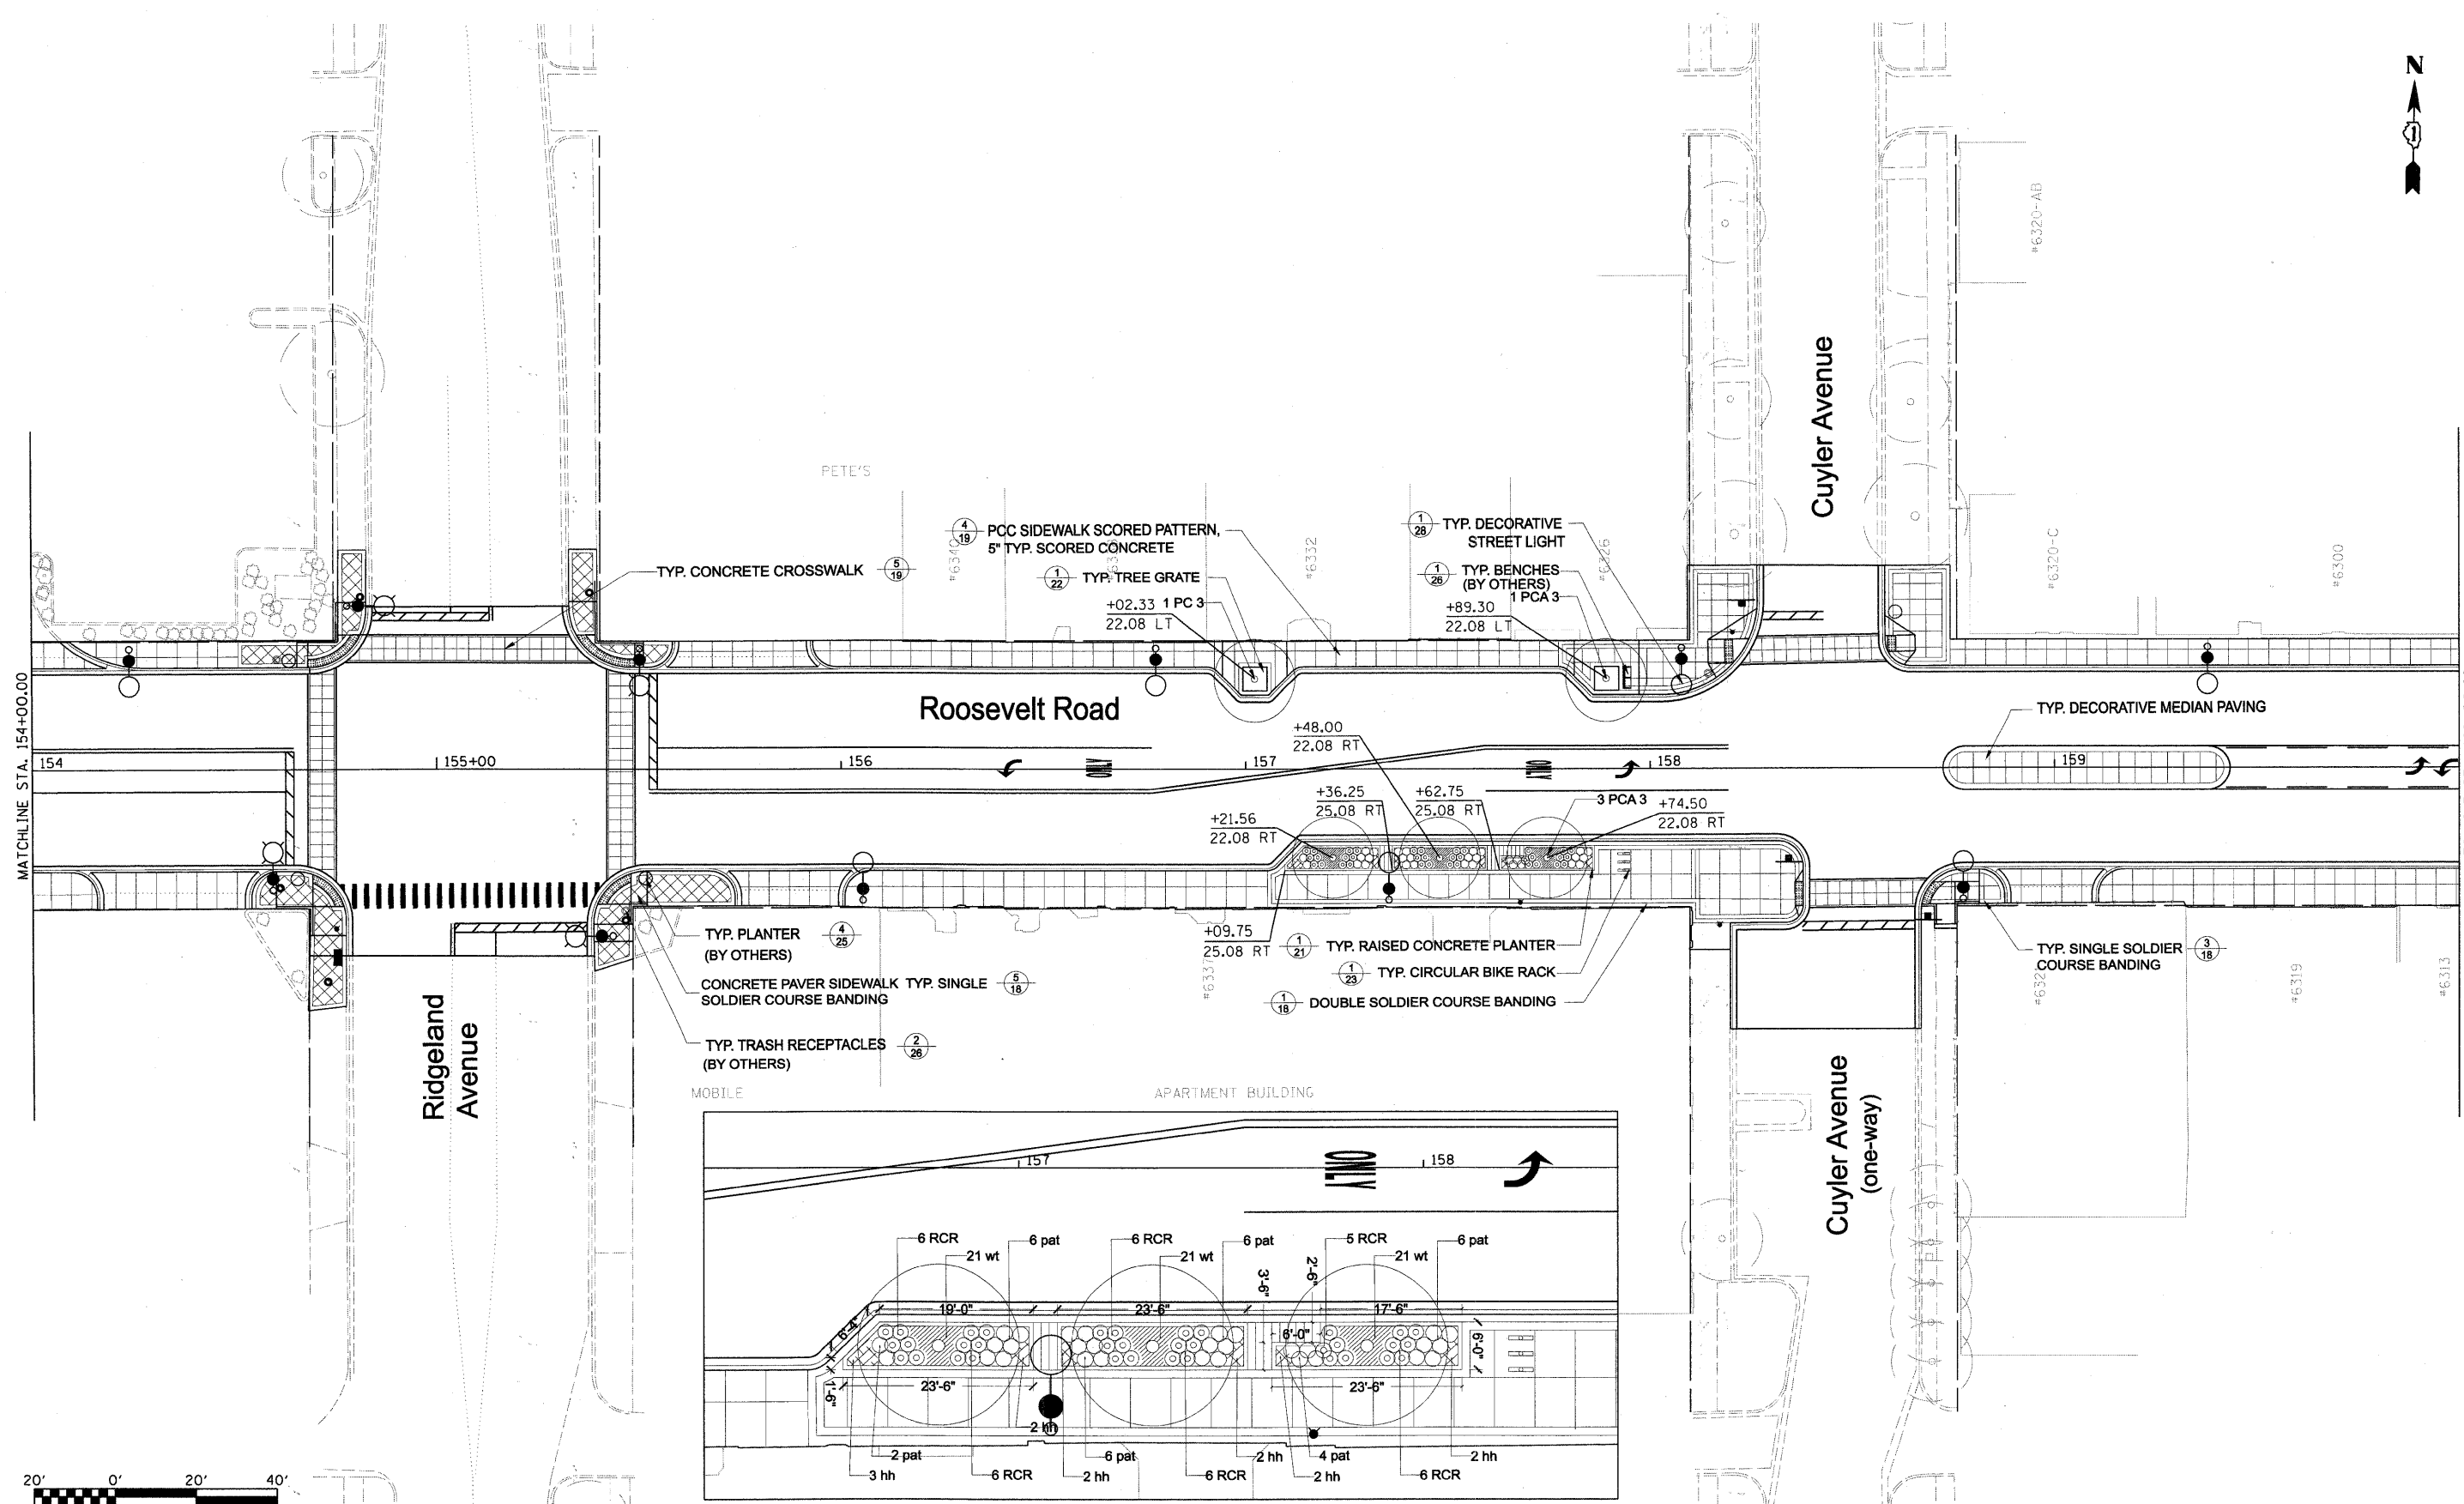 N
1
#6320-AB
Cuyler Avenue
PETE'S
4
19
PCC SIDEWALK SCORED PATTERN,
5" TYP. SCORED CONCRETE
1
28
TYP. DECORATIVE
STREET LIGHT
#6340
#6332
#6326
#6320-C
#6300
TYP. CONCRETE CROSSWALK
5
19
1
22
TYP. TREE GRATE
1
26
TYP. BENCHES
(BY OTHERS)
+02.33
22.08 LT
1 PC 3
1 PCA 3
+89.30
22.08 LT
MATCHLINE STA. 154+00.00
Roosevelt Road
TYP. DECORATIVE MEDIAN PAVING
+48.00
22.08 RT
154
155+00
156
ONLY
157
ONLY
158
159
+36.25
25.08 RT
+62.75
25.08 RT
3 PCA 3
+74.50
22.08 RT
+21.56
22.08 RT
TYP. PLANTER
(BY OTHERS)
4
25
+09.75
25.08 RT
1
21
TYP. RAISED CONCRETE PLANTER
1
23
TYP. CIRCULAR BIKE RACK
1
18
DOUBLE SOLDIER COURSE BANDING
#6337
TYP. SINGLE SOLDIER
COURSE BANDING
3
18
#6319
#6313
CONCRETE PAVER SIDEWALK TYP. SINGLE
SOLDIER COURSE BANDING
5
18
TYP. TRASH RECEPTACLES
(BY OTHERS)
2
26
Ridgeland
Avenue
Cuyler Avenue
(one-way)
MOBILE
APARTMENT BUILDING
157
ONLY
158
6 RCR
21 wt
6 pat
6 RCR
21 wt
6 pat
5 RCR
21 wt
6 pat
3'-6"
2'-6"
6'-4"
19'-0"
23'-6"
17'-6"
6'-0"
6'-0"
1'-6"
23'-6"
23'-6"
2 hh
2 pat
3 hh
6 RCR
6 pat
2 hh
6 RCR
2 hh
4 pat
2 hh
6 RCR
2 hh
20' 0' 20' 40'